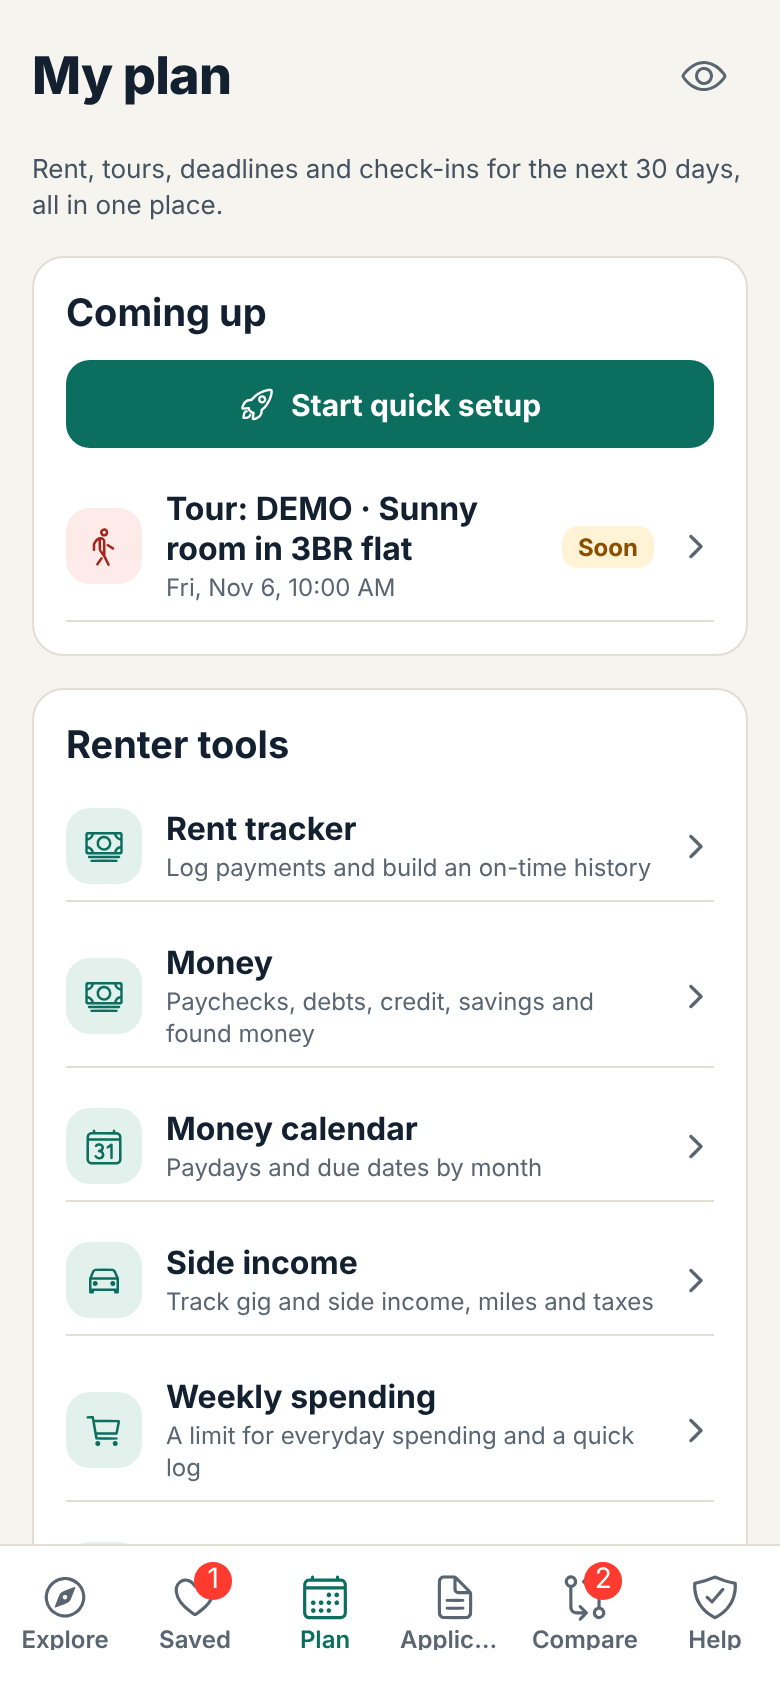 My plan
Rent, tours, deadlines and check-ins for the next 30 days,
all in one place.
Coming up
Start quick setup
Tour: DEMO · Sunny
room in 3BR flat
Fri, Nov 6, 10:00 AM
Soon
Renter tools
Rent tracker
Log payments and build an on-time history
Money
Paychecks, debts, credit, savings and
found money
31
Money calendar
Paydays and due dates by month
Side income
Track gig and side income, miles and taxes
Weekly spending
A limit for everyday spending and a quick
log
1
2
Explore
Saved
Plan
Applic...
Compare
Help